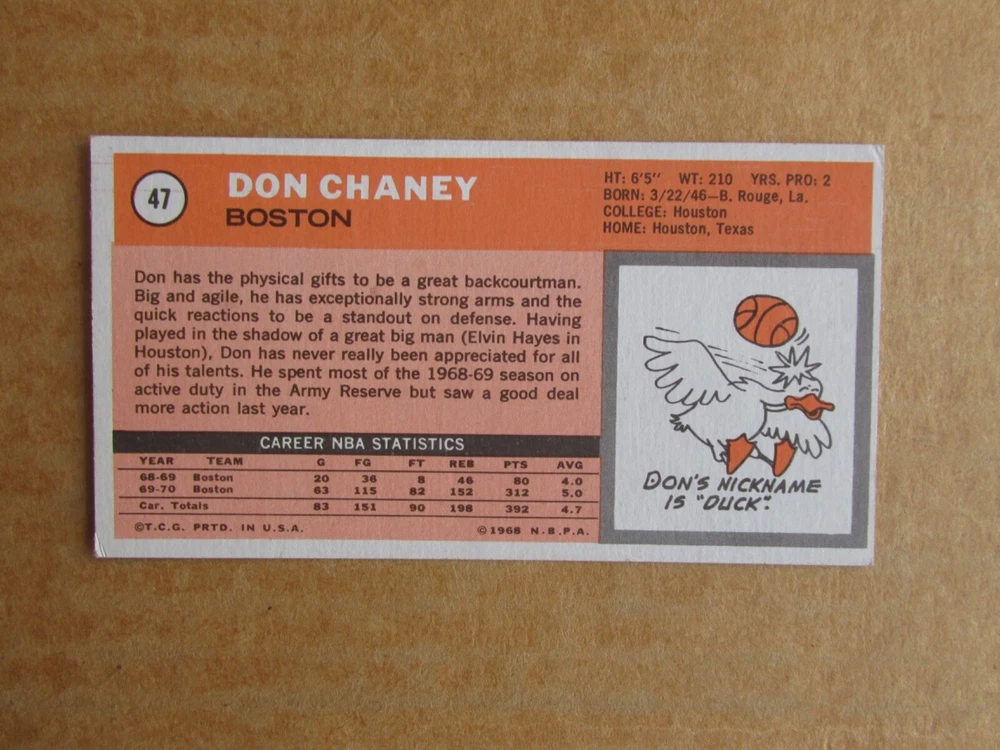 47
DON CHANEY
BOSTON
HT: 6'5" WT: 210 YRS. PRO: 2
BORN: 3/22/46—B. Rouge, La.
COLLEGE: Houston
HOME: Houston, Texas
Don has the physical gifts to be a great backcourtman.
Big and agile, he has exceptionally strong arms and the
quick reactions to be a standout on defense. Having
played in the shadow of a great big man (Elvin Hayes in
Houston), Don has never really been appreciated for all
of his talents. He spent most of the 1968-69 season on
active duty in the Army Reserve but saw a good deal
more action last year.
CAREER NBA STATISTICS
YEAR TEAM G FG FT REB PTS AVG
68-69 Boston 20 36 8 46 80 4.0
69-70 Boston 63 115 82 152 312 5.0
Car. Totals 83 151 90 198 392 4.7
©T.C.G. PRTD. IN U.S.A. ©1968 N.B.P.A.
DON'S NICKNAME
IS "DUCK".